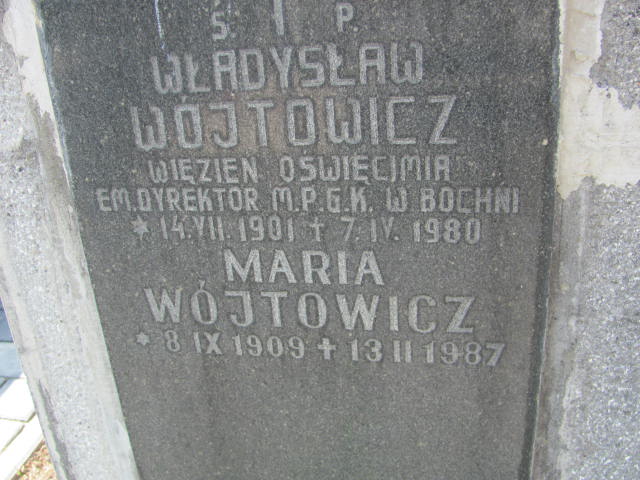 Ś. P.
WŁADYSŁAW
WÓJTOWICZ
WIĘZIEŃ OŚWIĘCIMIA
EM. DYREKTOR M.P.G.K. W BOCHNI
* 14.VII.1901 + 7.IV.1980
MARIA
WÓJTOWICZ
* 8 IX 1909 + 13 II 1987